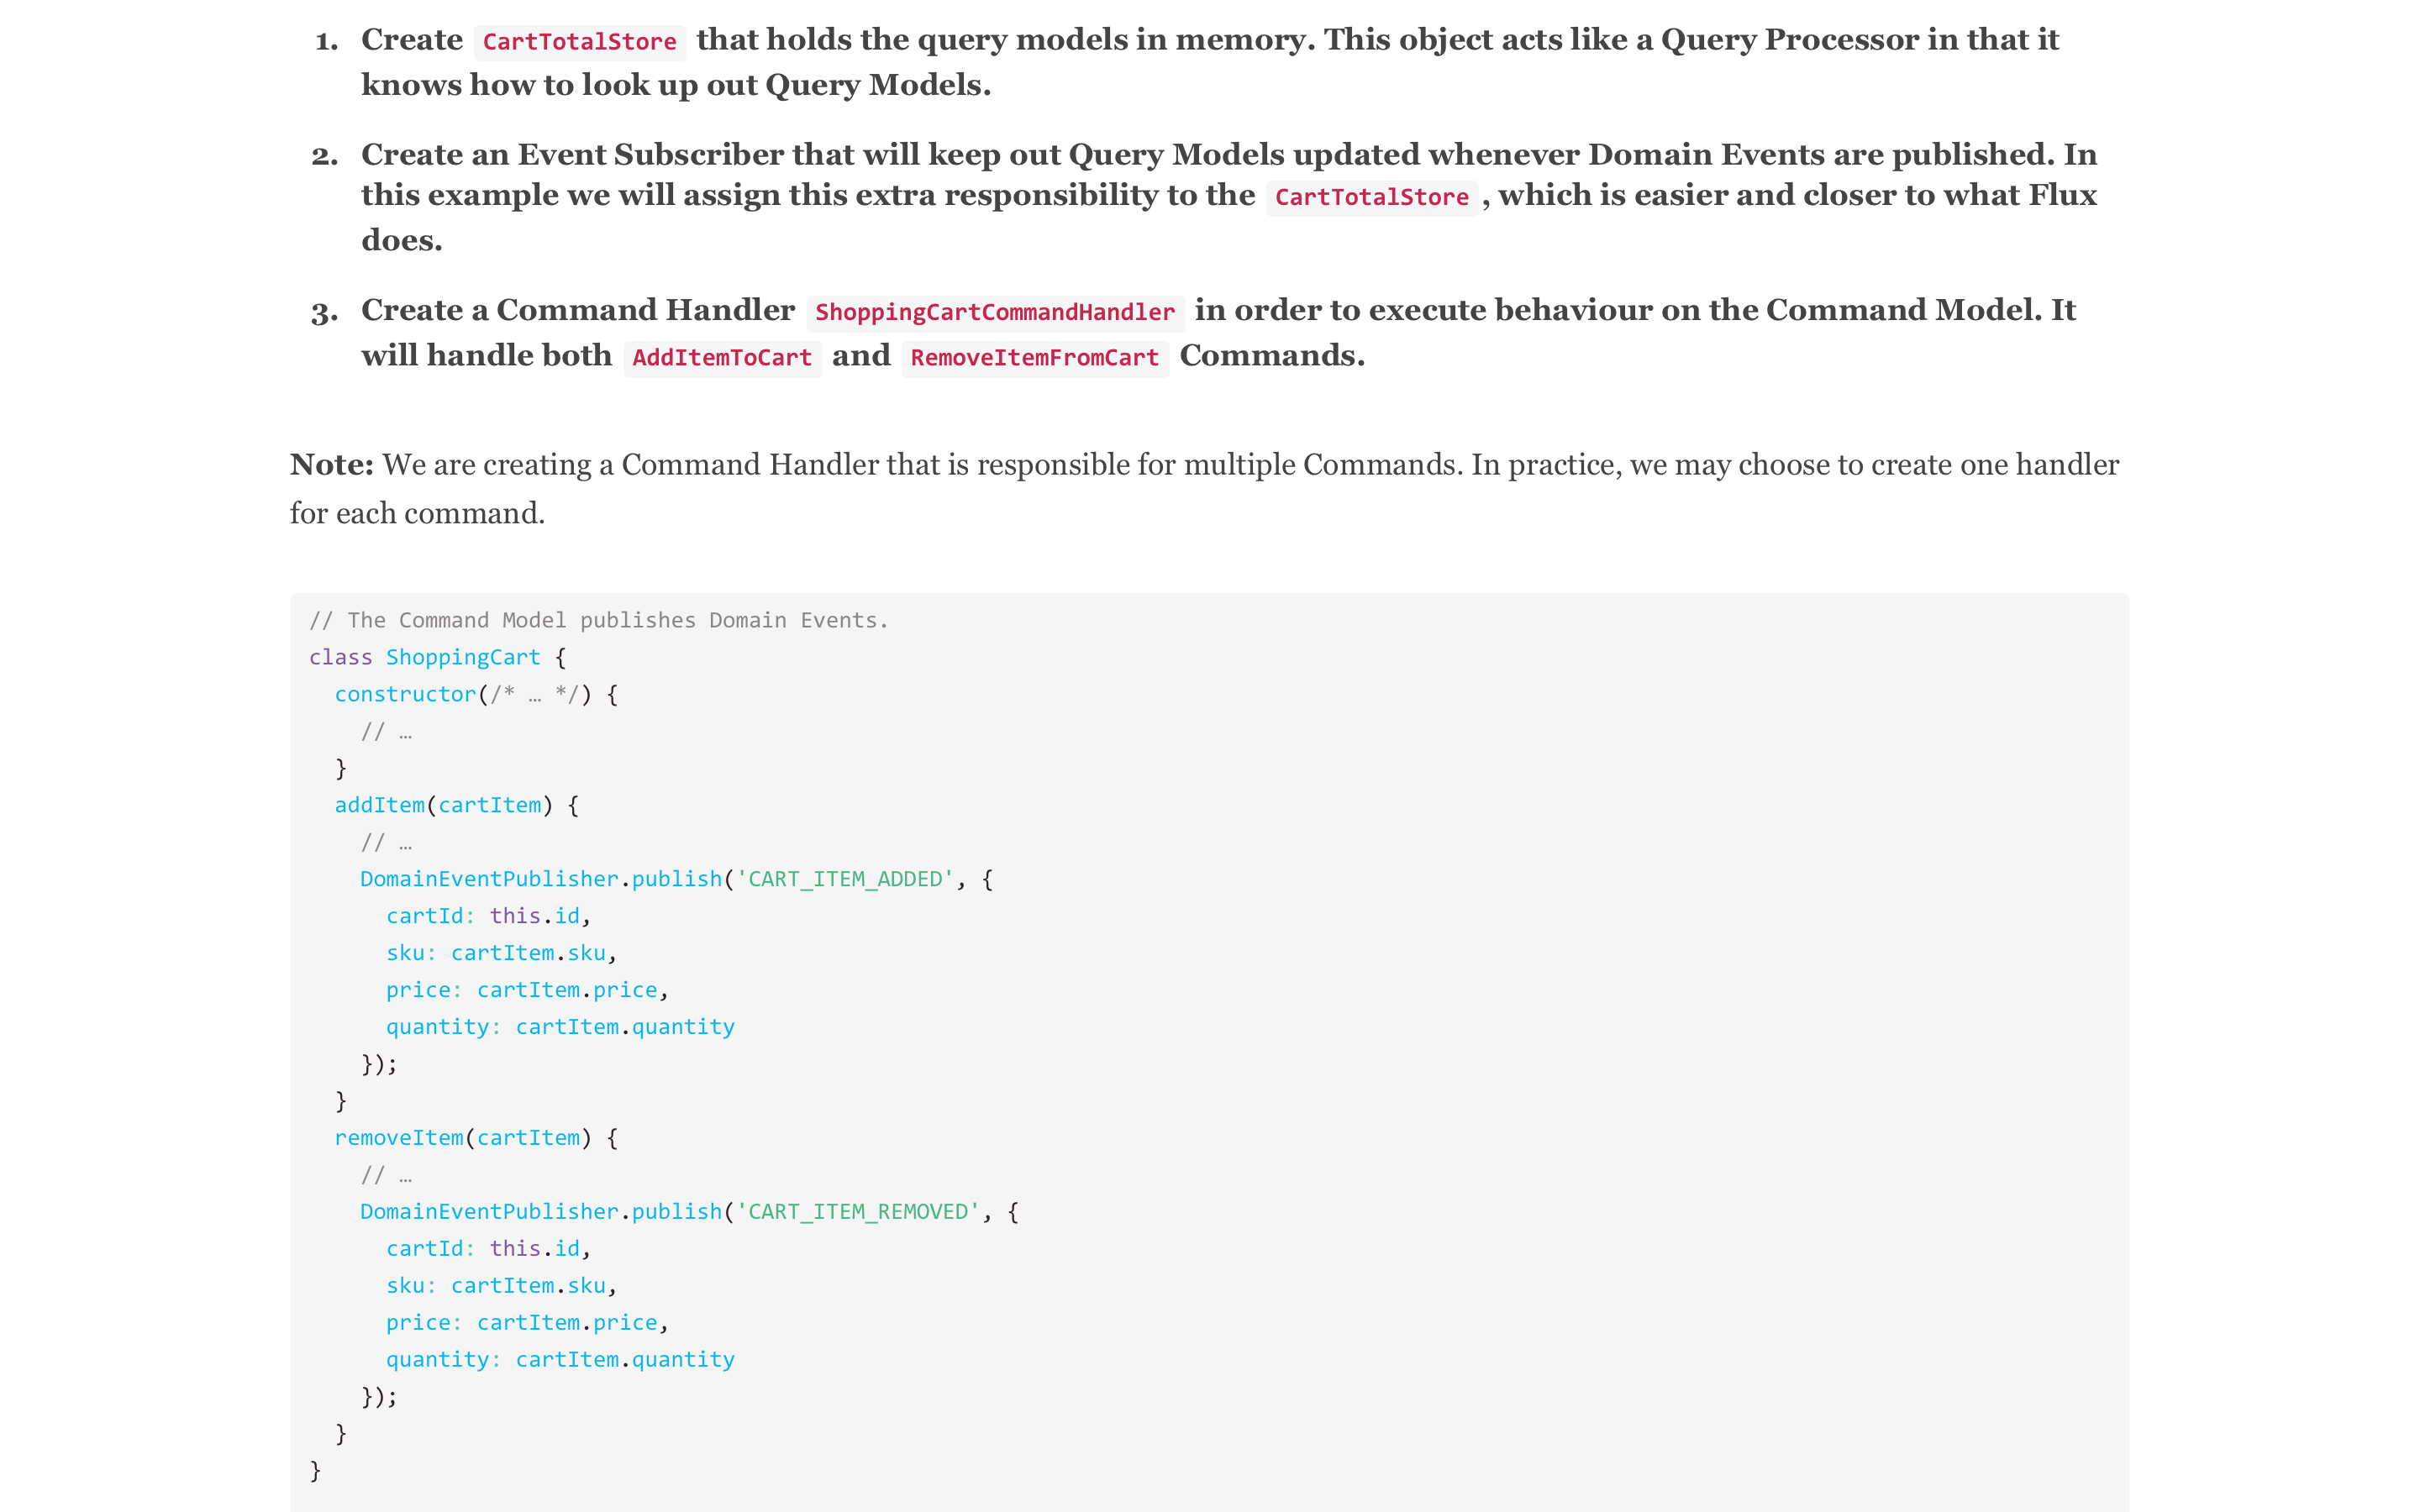 1. Create CartTotalStore that holds the query models in memory. This object acts like a Query Processor in that it
knows how to look up out Query Models.
2. Create an Event Subscriber that will keep out Query Models updated whenever Domain Events are published. In
this example we will assign this extra responsibility to the CartTotalStore, which is easier and closer to what Flux
does.
3. Create a Command Handler ShoppingCartCommandHandler in order to execute behaviour on the Command Model. It
will handle both AddItemToCart and RemoveItemFromCart Commands.
Note: We are creating a Command Handler that is responsible for multiple Commands. In practice, we may choose to create one handler
for each command.
// The Command Model publishes Domain Events.
class ShoppingCart {
  constructor(/* … */) {
    // …
  }
  addItem(cartItem) {
    // …
    DomainEventPublisher.publish('CART_ITEM_ADDED', {
      cartId: this.id,
      sku: cartItem.sku,
      price: cartItem.price,
      quantity: cartItem.quantity
    });
  }
  removeItem(cartItem) {
    // …
    DomainEventPublisher.publish('CART_ITEM_REMOVED', {
      cartId: this.id,
      sku: cartItem.sku,
      price: cartItem.price,
      quantity: cartItem.quantity
    });
  }
}